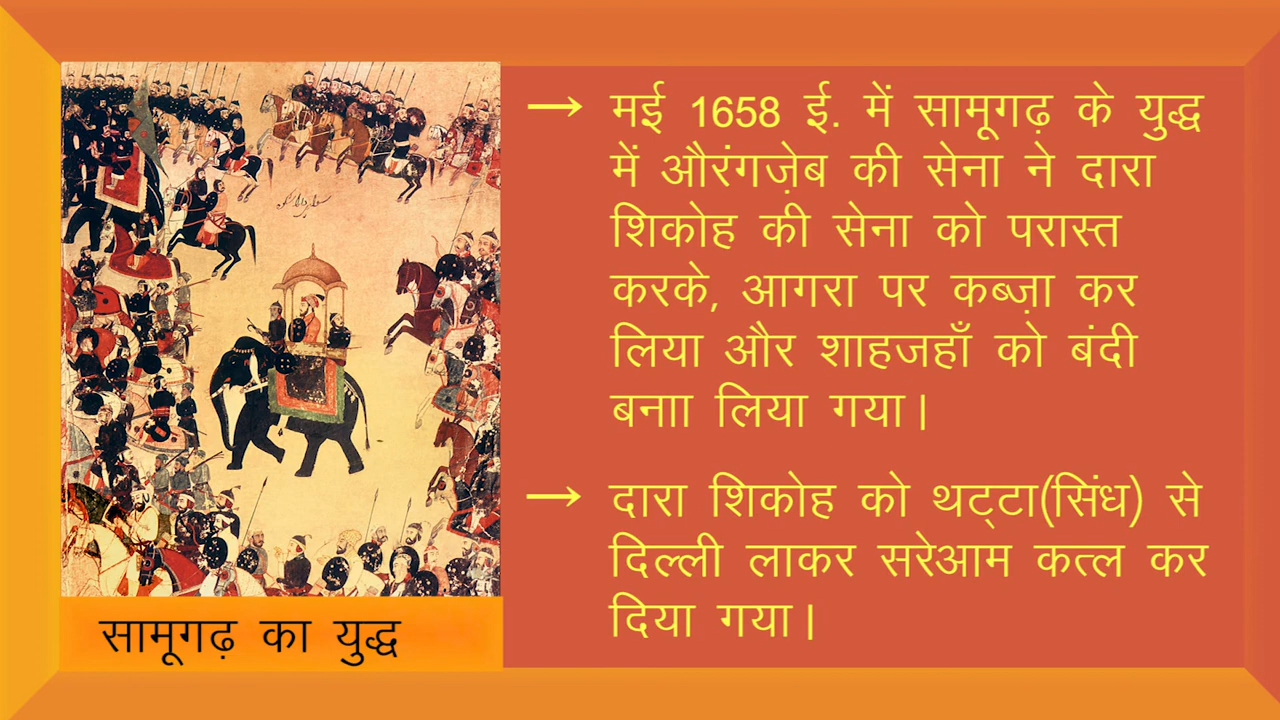 → मई 1658 ई. में सामूगढ़ के युद्ध
में औरंगज़ेब की सेना ने दारा
शिकोह की सेना को परास्त
करके, आगरा पर कब्ज़ा कर
लिया और शाहजहाँ को बंदी
बनाा लिया गया।
→ दारा शिकोह को थट्टा(सिंध) से
दिल्ली लाकर सरेआम कत्ल कर
दिया गया।
सामूगढ़ का युद्ध